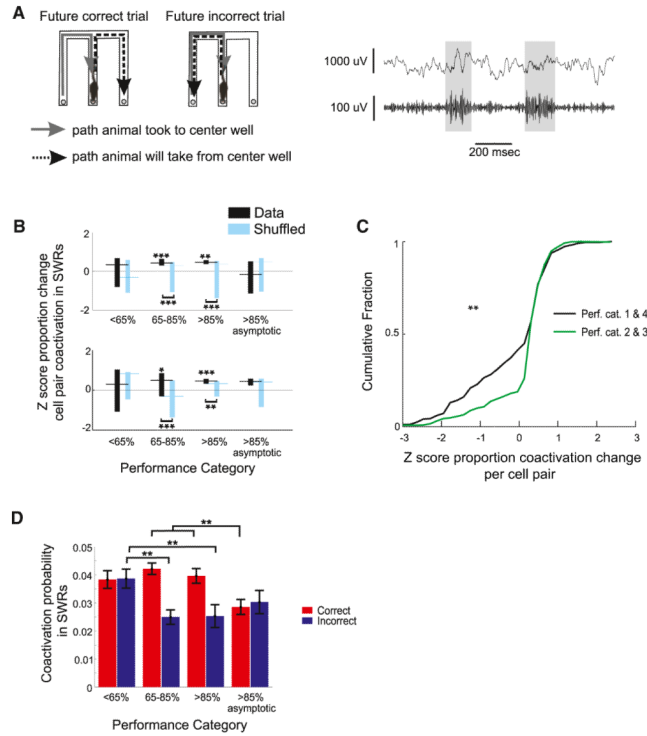 A
Future correct trial
Future incorrect trial
path animal took to center well
path animal will take from center well
1000 uV
100 uV
200 msec
B
Data
Shuffled
Z score proportion change
cell pair coactivation in SWRs
2
0
-2
***
**
***
***
<65%
65-85%
>85%
>85%
asymptotic
2
0
-2
*
***
***
**
<65%
65-85%
>85%
>85%
asymptotic
Performance Category
C
Cumulative Fraction
1
0.5
0
**
Perf. cat. 1 & 4
Perf. cat. 2 & 3
-3
-2
-1
0
1
2
3
Z score proportion coactivation change
per cell pair
D
Coactivation probability
in SWRs
0.05
0.04
0.03
0.02
0.01
0
**
**
**
Correct
Incorrect
<65%
65-85%
>85%
>85%
asymptotic
Performance Category